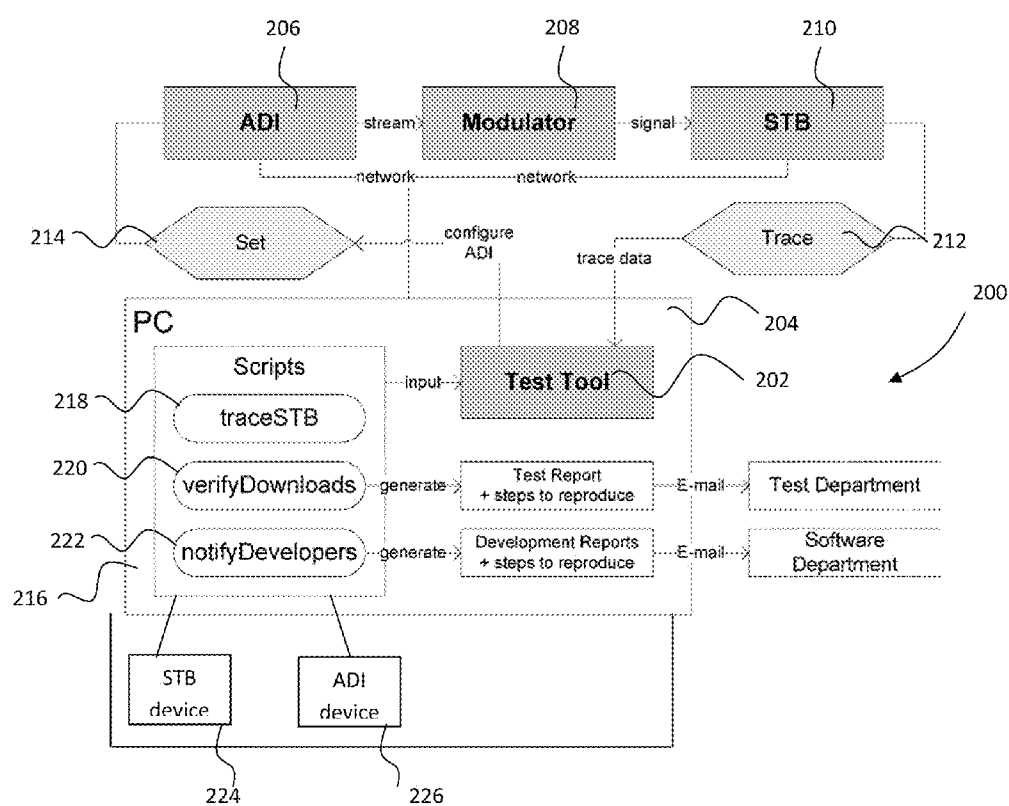 206
208
210
ADI
stream
Modulator
signal
STB
network
network
214
Set
configure
ADI
Trace
212
trace data
200
PC
204
Scripts
input
Test Tool
202
218
traceSTB
220
verifyDownloads
generate
Test Report
+ steps to reproduce
E-mail
Test Department
222
notifyDevelopers
generate
Development Reports
+ steps to reproduce
E-mail
Software
Department
216
STB
device
ADI
device
224
226